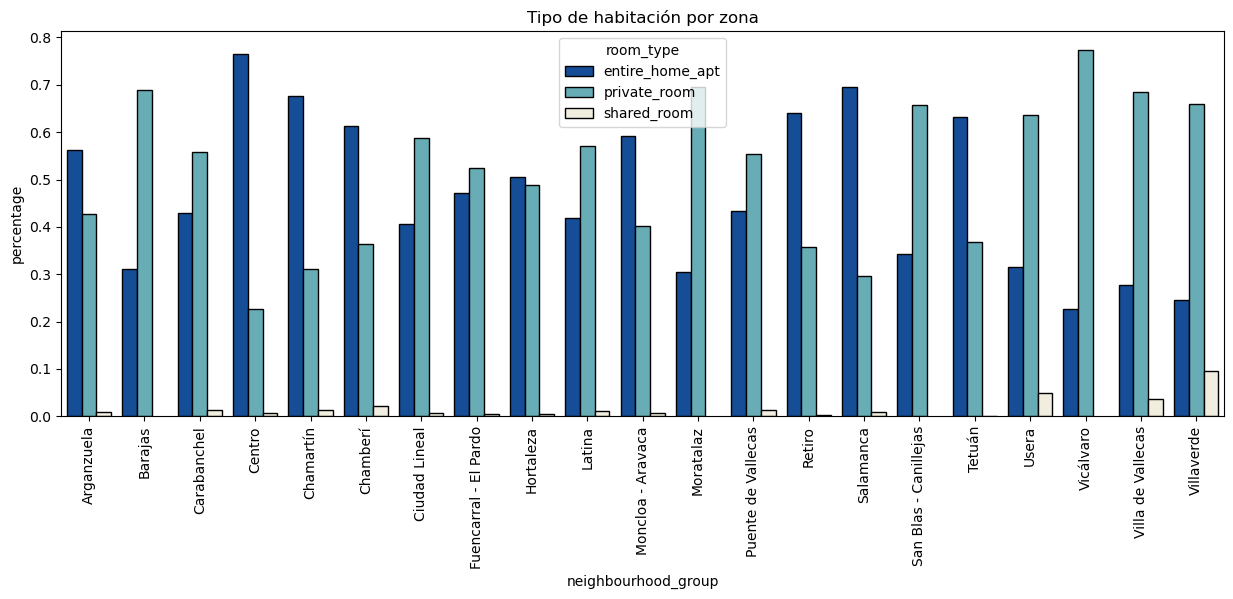 Tipo de habitación por zona
room_type
entire_home_apt
private_room
shared_room
percentage
0.8
0.7
0.6
0.5
0.4
0.3
0.2
0.1
0.0
Arganzuela
Barajas
Carabanchel
Centro
Chamartín
Chamberí
Ciudad Lineal
Fuencarral - El Pardo
Hortaleza
Latina
Moncloa - Aravaca
Moratalaz
Puente de Vallecas
Retiro
Salamanca
San Blas - Canillejas
Tetuán
Usera
Vicálvaro
Villa de Vallecas
Villaverde
neighbourhood_group